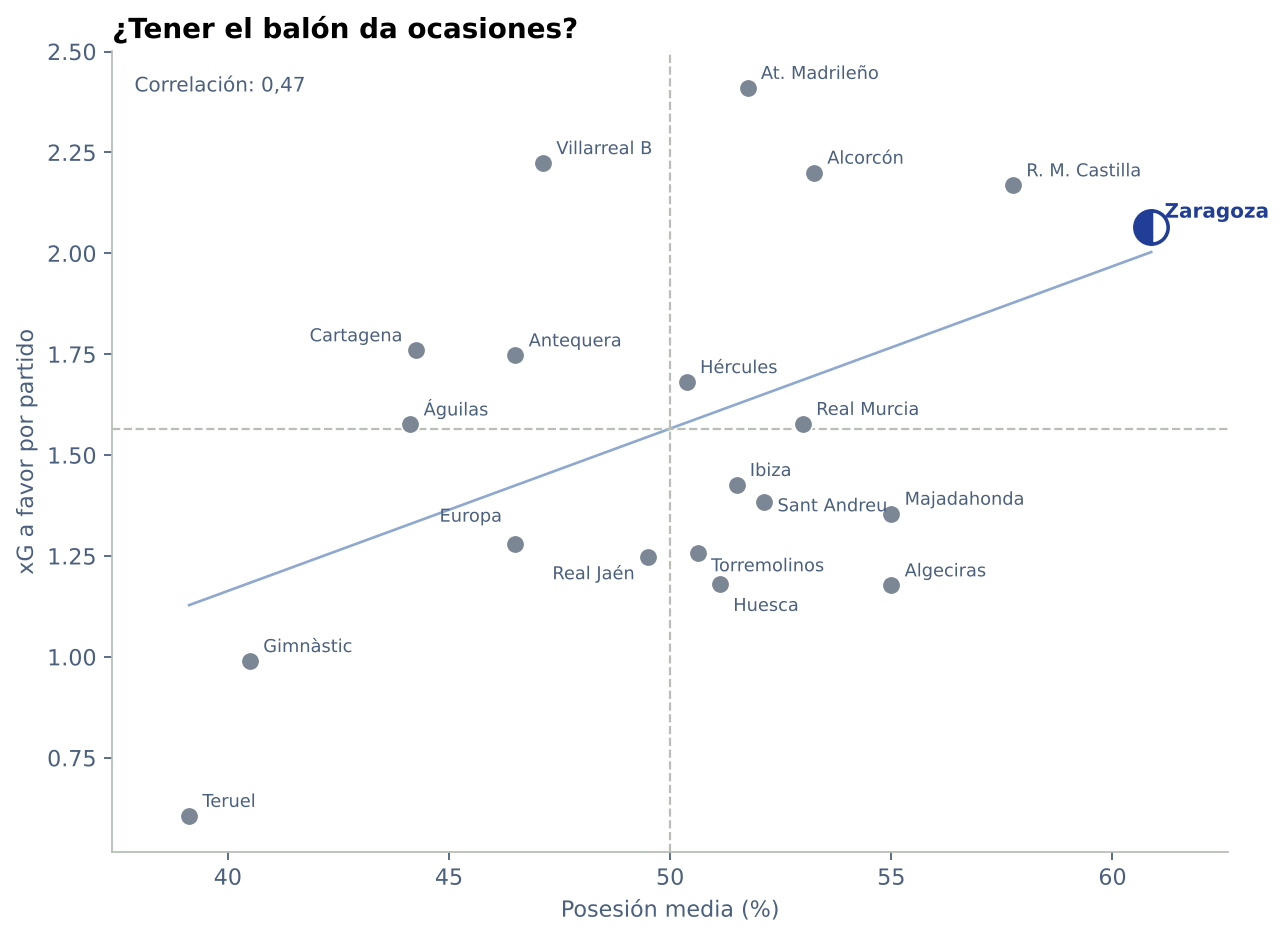 ¿Tener el balón da ocasiones?
Correlación: 0,47
2.50
2.25
2.00
1.75
1.50
1.25
1.00
0.75
xG a favor por partido
At. Madrileño
Villarreal B
Alcorcón
R. M. Castilla
Zaragoza
Cartagena
Antequera
Hércules
Águilas
Real Murcia
Ibiza
Sant Andreu
Majadahonda
Europa
Real Jaén
Torremolinos
Algeciras
Huesca
Gimnàstic
Teruel
40
45
50
55
60
Posesión media (%)